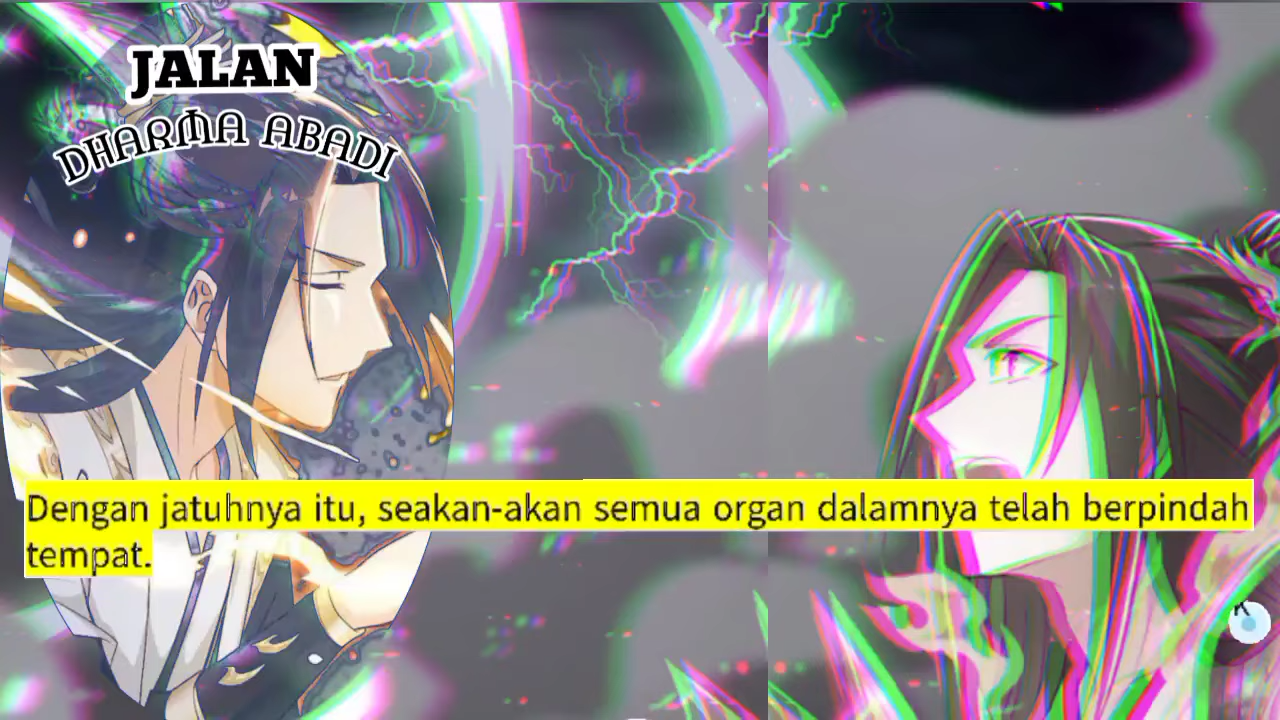 JALAN
DHARMA ABADI
Dengan jatuhnya itu, seakan-akan semua organ dalamnya telah berpindah
tempat.
K